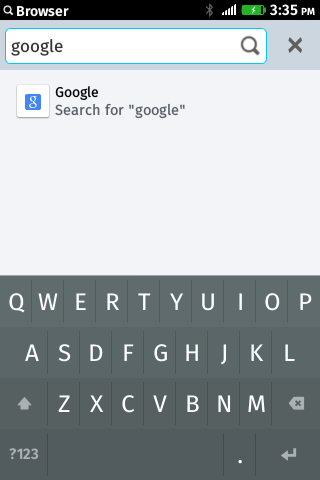 Browser 3:35 PM
google
Google
Search for "google"
Q W E R T Y U I O P
A S D F G H J K L
Z X C V B N M
?123 .